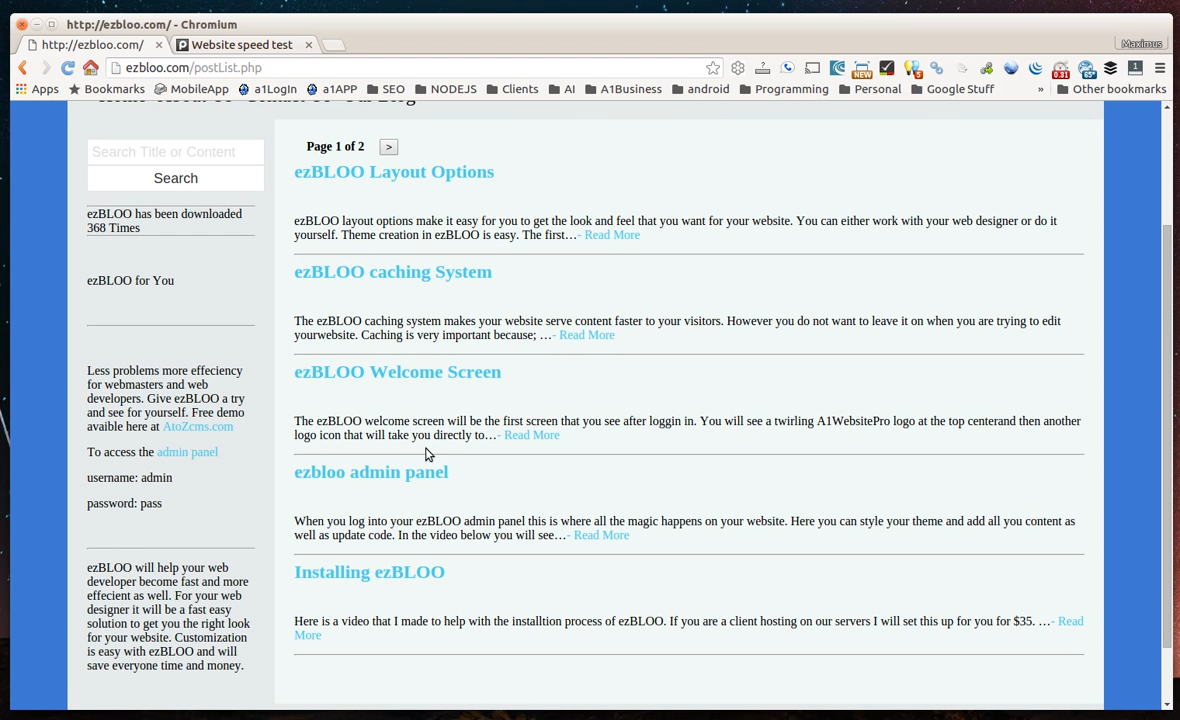 http://ezbloo.com/ - Chromium
http://ezbloo.com/
Website speed test
Maximus
ezbloo.com/postList.php
NEW
5
0.31
65°
1
Apps
Bookmarks
a1LogIn
a1APP
SEO
NODEJS
Clients
AI
A1Business
android
Programming
Personal
Google Stuff
»
Other bookmarks
Search Title or Content
Search
ezBLOO has been downloaded
368 Times
ezBLOO for You
Less problems more effeciency
for webmasters and web
developers. Give ezBLOO a try
and see for yourself. Free demo
avaible here at AtoZcms.com
To access the admin panel
username: admin
password: pass
ezBLOO will help your web
developer become fast and more
effecient as well. For your web
designer it will be a fast easy
solution to get you the right look
for your website. Customization
is easy with ezBLOO and will
save everyone time and money.
Page 1 of 2 >
ezBLOO Layout Options
ezBLOO layout options make it easy for you to get the look and feel that you want for your website. You can either work with your web designer or do it
yourself. Theme creation in ezBLOO is easy. The first…- Read More
ezBLOO caching System
The ezBLOO caching system makes your website serve content faster to your visitors. However you do not want to leave it on when you are trying to edit
yourwebsite. Caching is very important because; …- Read More
ezBLOO Welcome Screen
The ezBLOO welcome screen will be the first screen that you see after loggin in. You will see a twirling A1WebsitePro logo at the top centerand then another
logo icon that will take you directly to…- Read More
ezbloo admin panel
When you log into your ezBLOO admin panel this is where all the magic happens on your website. Here you can style your theme and add all you content as
well as update code. In the video below you will see…- Read More
Installing ezBLOO
Here is a video that I made to help with the installtion process of ezBLOO. If you are a client hosting on our servers I will set this up for you for $35. …- Read
More